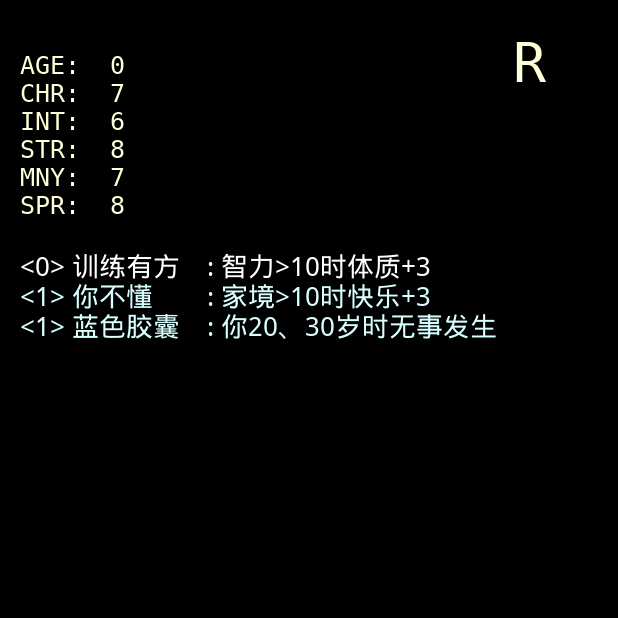 R
AGE: 0
CHR: 7
INT: 6
STR: 8
MNY: 7
SPR: 8
<0> 训练有方 : 智力>10时体质+3
<1> 你不懂 : 家境>10时快乐+3
<1> 蓝色胶囊 : 你20、30岁时无事发生